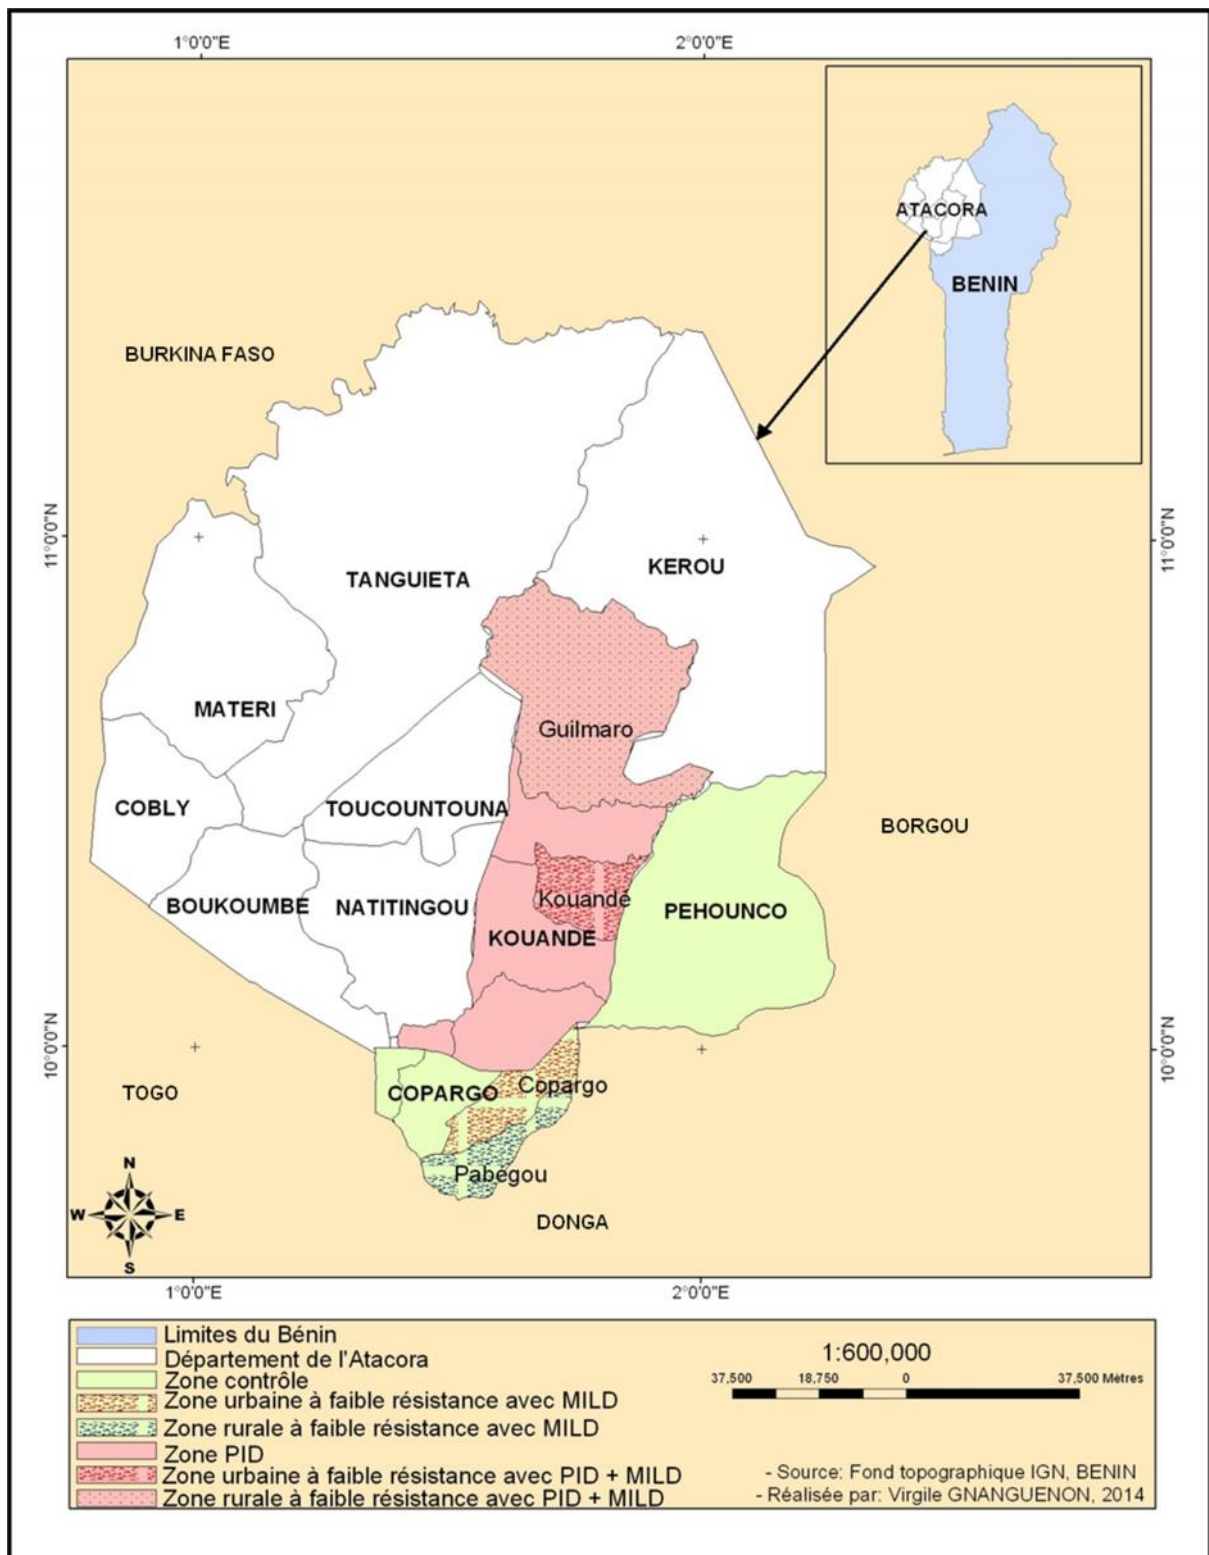 1°0'0"E
2°0'0"E
ATACORA
BENIN
BURKINA FASO
11°0'0"N
11°0'0"N
KEROU
TANGUIETA
MATERI
Guilmaro
COBLY
TOUCOUNTOUNA
BORGOU
BOUKOUMBE
NATITINGOU
Kouandé
PEHOUNCO
KOUANDE
10°0'0"N
10°0'0"N
TOGO
COPARGO
Copargo
Pabégou
N
W
E
S
DONGA
1°0'0"E
2°0'0"E
Limites du Bénin
Département de l'Atacora
Zone contrôle
Zone urbaine à faible résistance avec MILD
Zone rurale à faible résistance avec MILD
Zone PID
Zone urbaine à faible résistance avec PID + MILD
Zone rurale à faible résistance avec PID + MILD
1:600,000
37,500 18,750 0 37,500 Mètres
- Source: Fond topographique IGN, BENIN
- Réalisée par: Virgile GNANGUENON, 2014